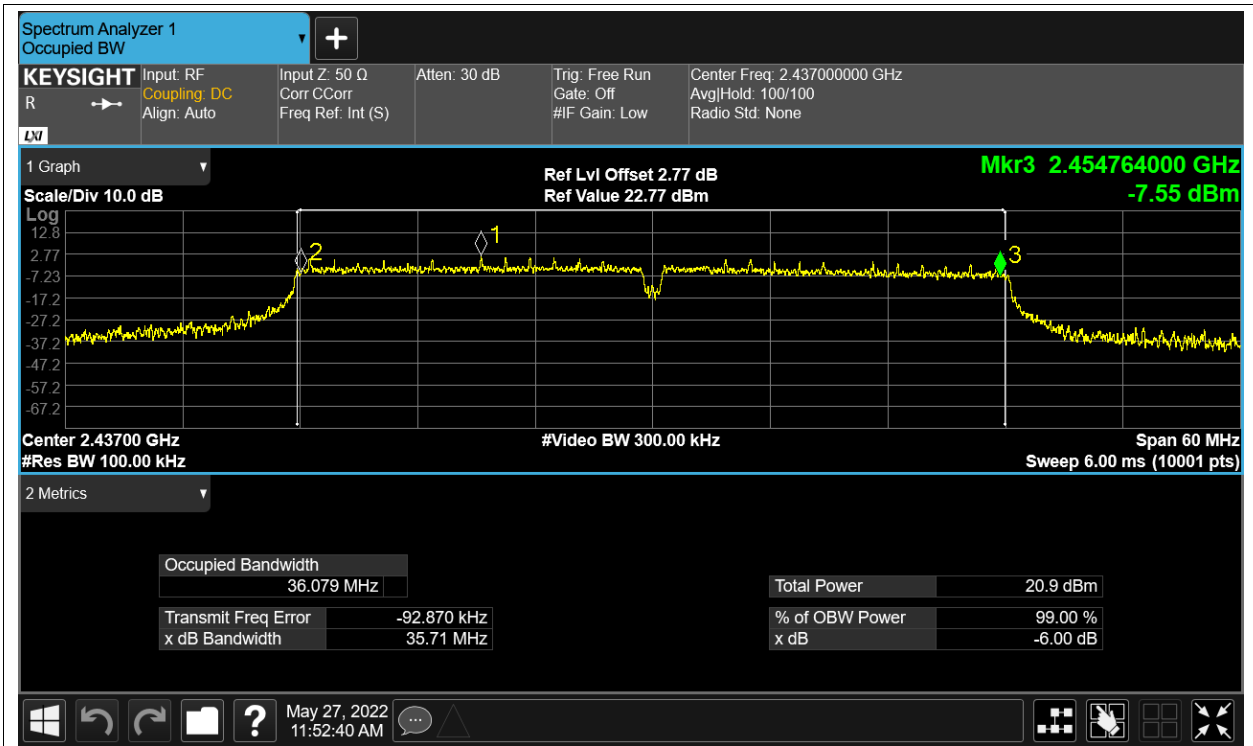 Spectrum Analyzer 1
Occupied BW
KEYSIGHT
R
LXI
Input: RF
Coupling: DC
Align: Auto
Input Z: 50 Ω
Corr CCorr
Freq Ref: Int (S)
Atten: 30 dB
Trig: Free Run
Gate: Off
#IF Gain: Low
Center Freq: 2.437000000 GHz
Avg|Hold: 100/100
Radio Std: None
1 Graph
Scale/Div 10.0 dB
Ref Lvl Offset 2.77 dB
Ref Value 22.77 dBm
Mkr3 2.454764000 GHz
-7.55 dBm
Log
12.8
2.77
-7.23
-17.2
-27.2
-37.2
-47.2
-57.2
-67.2
2
1
3
Center 2.43700 GHz
#Res BW 100.00 kHz
#Video BW 300.00 kHz
Span 60 MHz
Sweep 6.00 ms (10001 pts)
2 Metrics
Occupied Bandwidth
36.079 MHz
Transmit Freq Error -92.870 kHz
x dB Bandwidth 35.71 MHz
Total Power 20.9 dBm
% of OBW Power 99.00 %
x dB -6.00 dB
?
May 27, 2022
11:52:40 AM